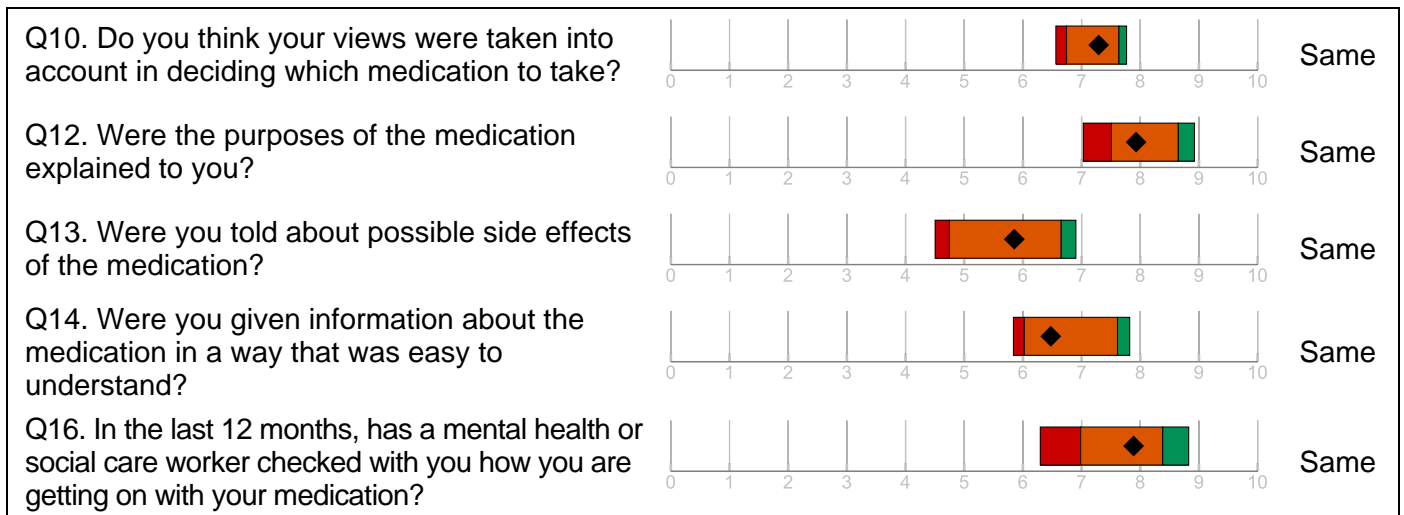 Q10. Do you think your views were taken into
account in deciding which medication to take?
0 1 2 3 4 5 6 7 8 9 10
Same
Q12. Were the purposes of the medication
explained to you?
0 1 2 3 4 5 6 7 8 9 10
Same
Q13. Were you told about possible side effects
of the medication?
0 1 2 3 4 5 6 7 8 9 10
Same
Q14. Were you given information about the
medication in a way that was easy to
understand?
0 1 2 3 4 5 6 7 8 9 10
Same
Q16. In the last 12 months, has a mental health or
social care worker checked with you how you are
getting on with your medication?
0 1 2 3 4 5 6 7 8 9 10
Same